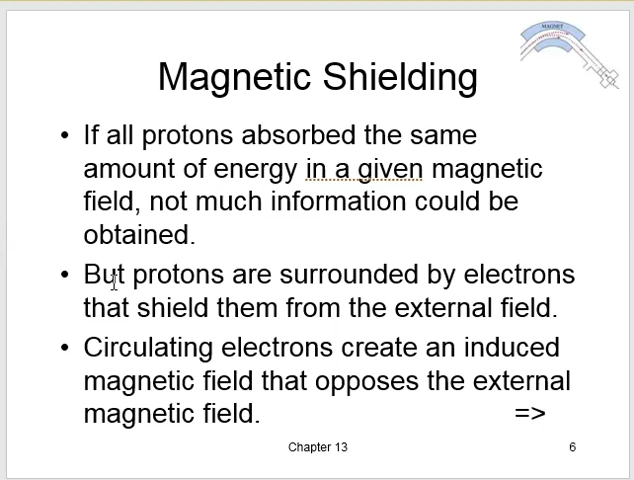 MAGNET
Magnetic Shielding
• If all protons absorbed the same
amount of energy in a given magnetic
field, not much information could be
obtained.
• But protons are surrounded by electrons
that shield them from the external field.
• Circulating electrons create an induced
magnetic field that opposes the external
magnetic field. =>
Chapter 13 6